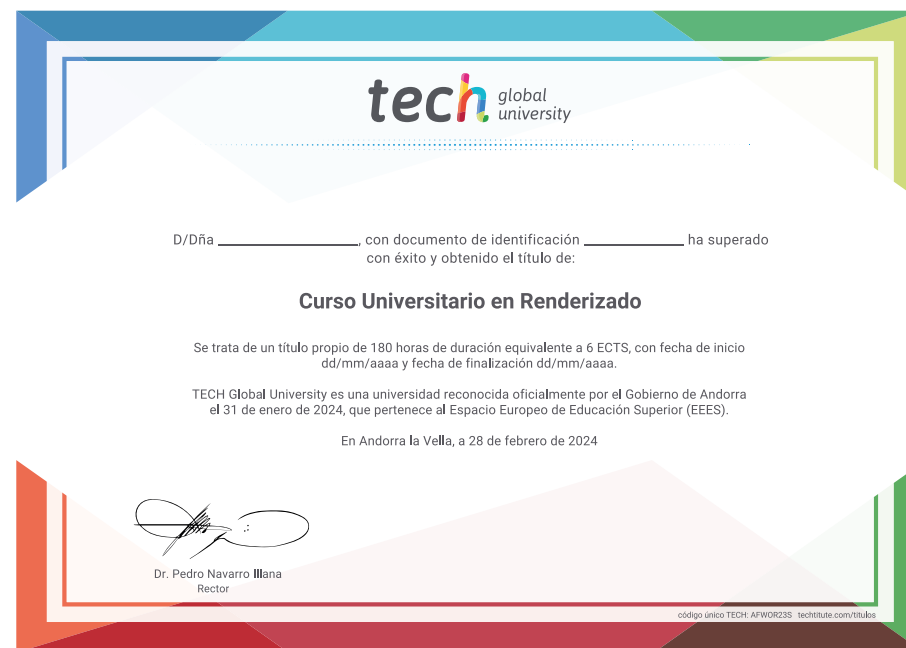 tech global university
D/Dña ____________________, con documento de identificación ______________ ha superado
con éxito y obtenido el título de:
Curso Universitario en Renderizado
Se trata de un título propio de 180 horas de duración equivalente a 6 ECTS, con fecha de inicio
dd/mm/aaaa y fecha de finalización dd/mm/aaaa.
TECH Global University es una universidad reconocida oficialmente por el Gobierno de Andorra
el 31 de enero de 2024, que pertenece al Espacio Europeo de Educación Superior (EEES).
En Andorra la Vella, a 28 de febrero de 2024
Dr. Pedro Navarro Illana
Rector
código único TECH: AFWOR23S techtitute.com/titulos